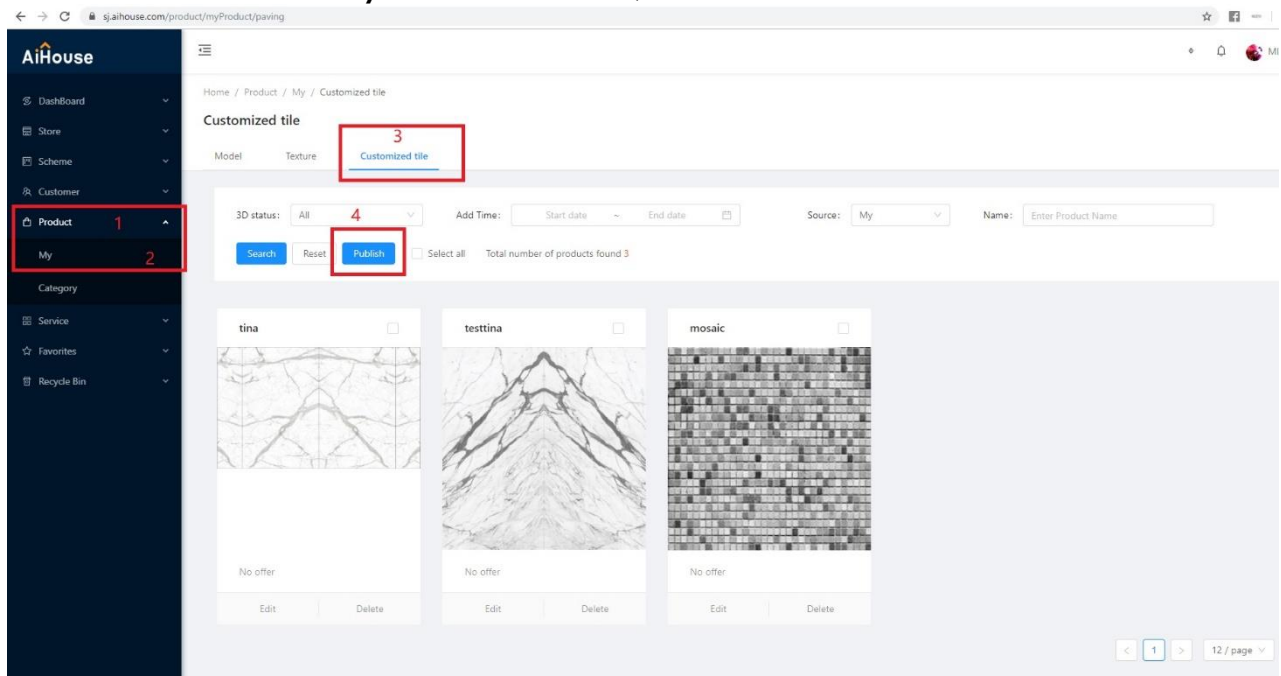 sj.aihouse.com/product/myProduct/paving
AiHouse
DashBoard
Store
Scheme
Customer
Product 1
My 2
Category
Service
Favorites
Recycle Bin
Home / Product / My / Customized tile
Customized tile
3
Model Texture Customized tile
3D status: All 4 Add Time: Start date ~ End date Source: My Name: Enter Product Name
Search Reset Publish Select all Total number of products found 3
tina testtina mosaic
No offer No offer No offer
Edit Delete Edit Delete Edit Delete
< 1 > 12 / page